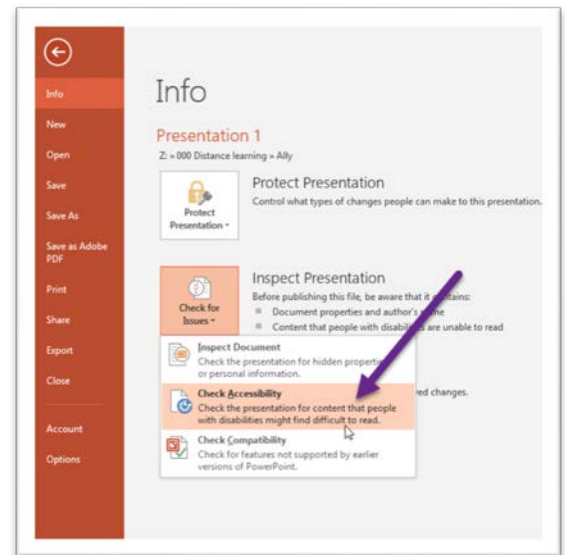 Info
Info
New
Presentation 1
Open
Z: » 000 Distance learning » Ally
Save
Protect Presentation
Control what types of changes people can make to this presentation.
Protect
Presentation
Save As
Save as Adobe
PDF
Print
Inspect Presentation
Before publishing this file, be aware that it
Check for
Issues
Document properties and author's
Share
Content that people with are unable to read
Export
Inspect Document
Check the presentation for hidden
or personal information.
Close
Check Accessibility
Check the presentation for content that people
with disabilities might find difficult to read.
changes.
Account
Check Compatibility
Check for features not supported by earlier
versions of PowerPoint.
Options